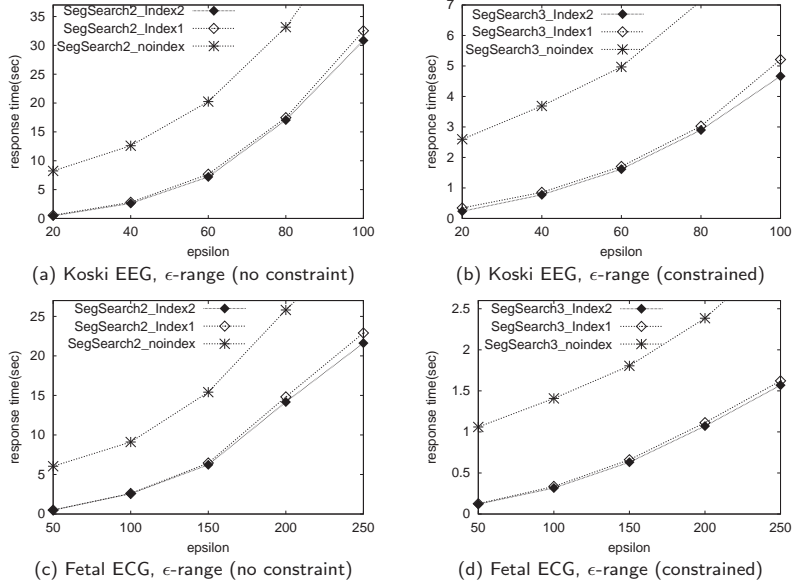 SegSearch2_Index2
SegSearch2_Index1
SegSearch2_noindex
35
30
25
20
15
10
5
0
response time(sec)
20 40 60 80 100
epsilon
(a) Koski EEG, ϵ-range (no constraint)
SegSearch3_Index2
SegSearch3_Index1
SegSearch3_noindex
7
6
5
4
3
2
1
0
responce time(sec)
20 40 60 80 100
epsilon
(b) Koski EEG, ϵ-range (constrained)
SegSearch2_Index2
SegSearch2_Index1
SegSearch2_noindex
25
20
15
10
5
0
response time(sec)
50 100 150 200 250
epsilon
(c) Fetal ECG, ϵ-range (no constraint)
SegSearch3_Index2
SegSearch3_Index1
SegSearch3_noindex
2.5
2
1.5
1
0.5
0
response time(sec)
50 100 150 200 250
epsilon
(d) Fetal ECG, ϵ-range (constrained)